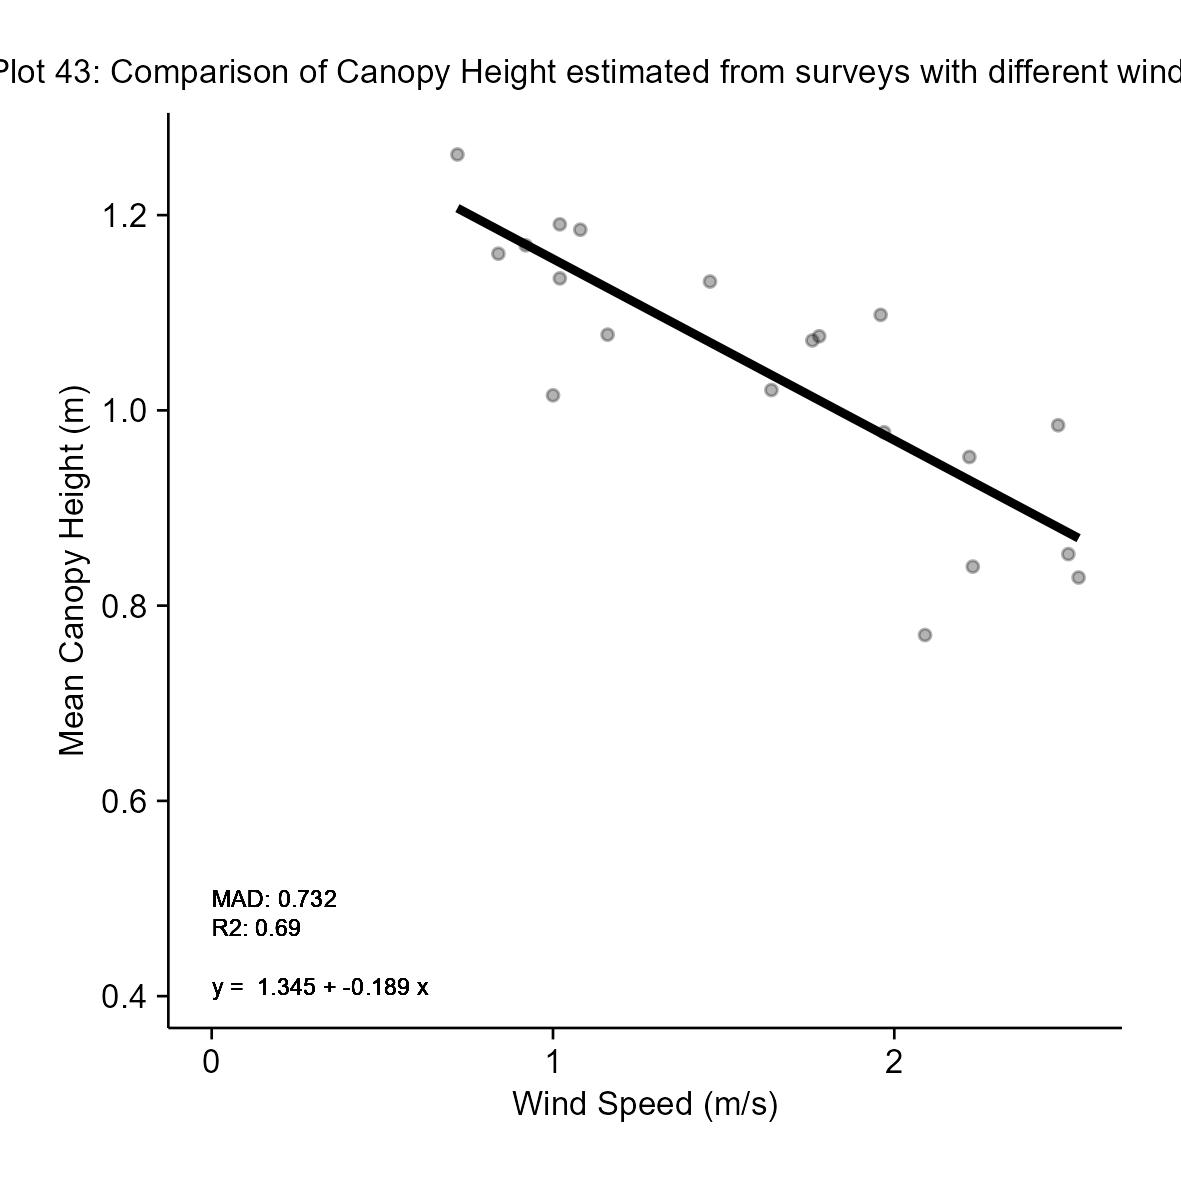 Plot 43: Comparison of Canopy Height estimated from surveys with different wind
1.2
1.0
0.8
0.6
0.4
Mean Canopy Height (m)
MAD: 0.732
R2: 0.69
y =  1.345 + -0.189 x
0 1 2
Wind Speed (m/s)